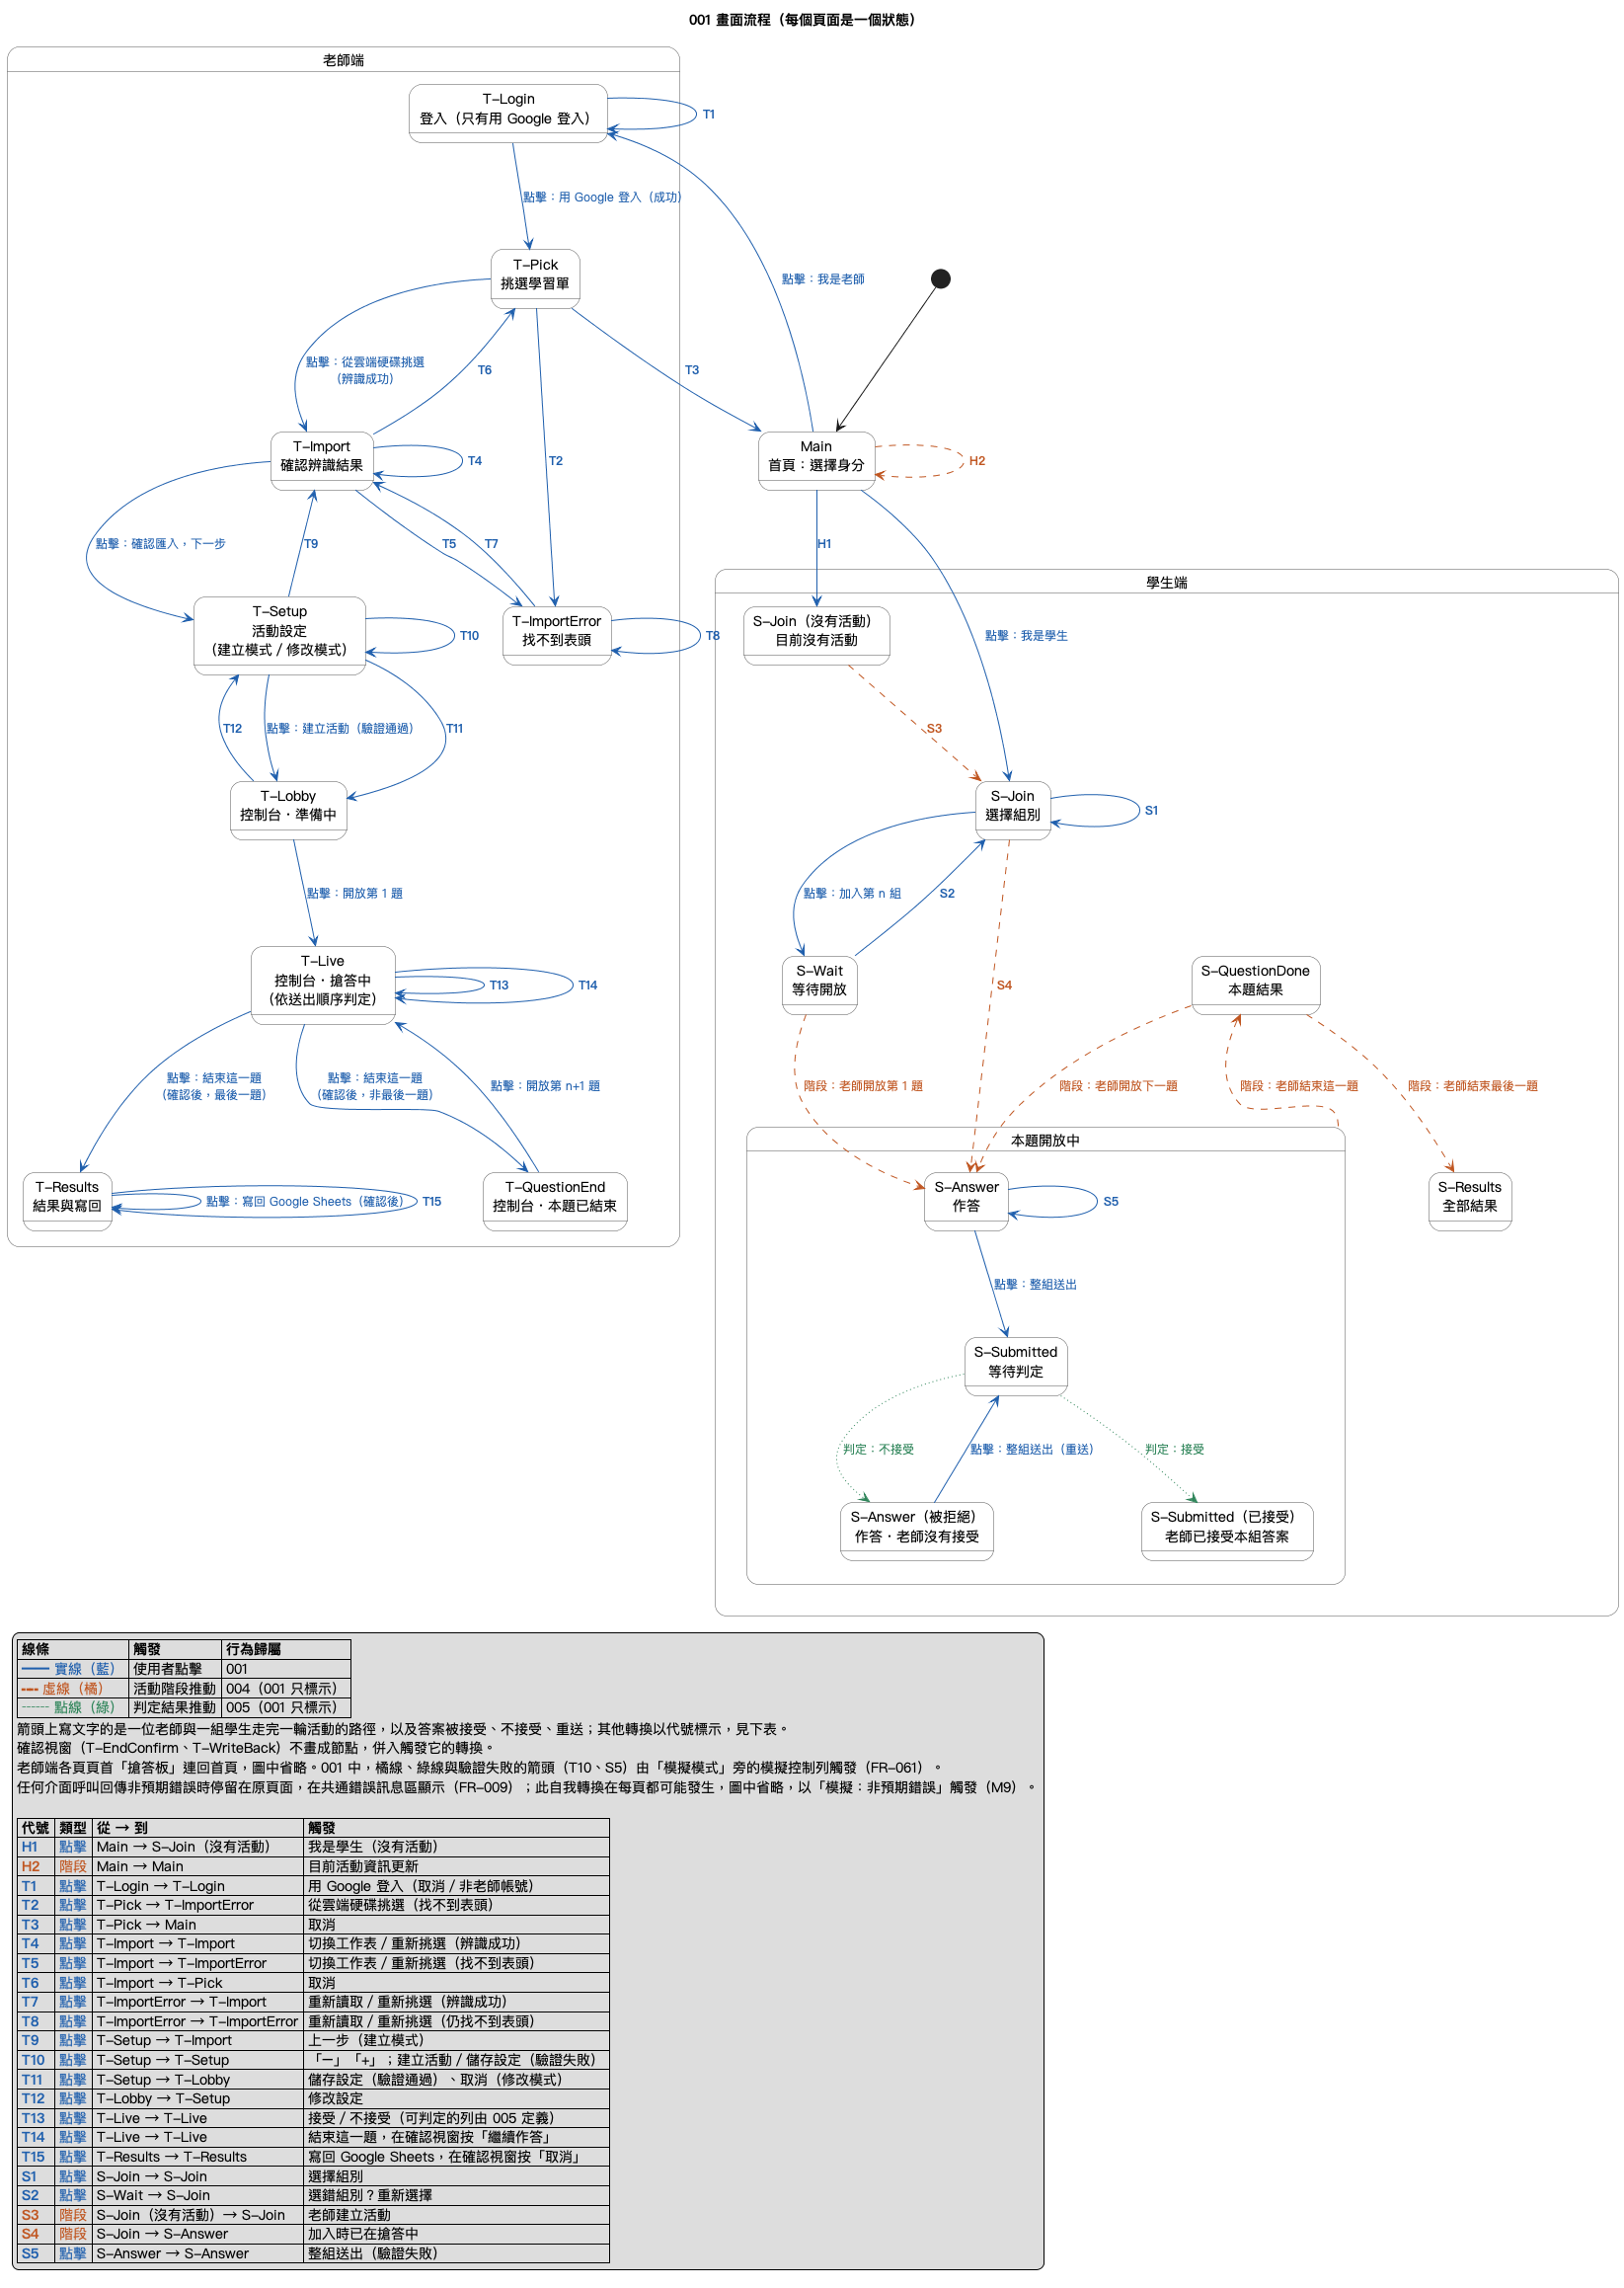 001 畫面流程（每個頁面是一個狀態）
老師端
T-Login
登入（只有用 Google 登入）
T1
點擊：用 Google 登入（成功）
T-Pick
挑選學習單
點擊：我是老師
點擊：從雲端硬碟挑選
（辨識成功）
T6
T3
T-Import
確認辨識結果
T4
T2
Main
首頁：選擇身分
H2
點擊：確認匯入，下一步
T9
T5
T7
H1
學生端
T-Setup
活動設定
（建立模式 / 修改模式）
T10
T-ImportError
找不到表頭
T8
S-Join（沒有活動）
目前沒有活動
點擊：我是學生
T12
點擊：建立活動（驗證通過）
T11
S3
T-Lobby
控制台・準備中
S-Join
選擇組別
S1
點擊：開放第 1 題
點擊：加入第 n 組
S2
T-Live
控制台・搶答中
（依送出順序判定）
T13
T14
S-Wait
等待開放
S4
S-QuestionDone
本題結果
點擊：結束這一題
（確認後，最後一題）
點擊：結束這一題
（確認後，非最後一題）
點擊：開放第 n+1 題
階段：老師開放第 1 題
階段：老師開放下一題
階段：老師結束這一題
階段：老師結束最後一題
本題開放中
T-Results
結果與寫回
點擊：寫回 Google Sheets（確認後）
T15
T-QuestionEnd
控制台・本題已結束
S-Answer
作答
S5
S-Results
全部結果
點擊：整組送出
S-Submitted
等待判定
判定：不接受
點擊：整組送出（重送）
判定：接受
S-Answer（被拒絕）
作答・老師沒有接受
S-Submitted（已接受）
老師已接受本組答案
線條 觸發 行為歸屬
實線（藍） 使用者點擊 001
虛線（橘） 活動階段推動 004（001 只標示）
點線（綠） 判定結果推動 005（001 只標示）
箭頭上寫文字的是一位老師與一組學生走完一輪活動的路徑，以及答案被接受、不接受、重送；其他轉換以代號標示，見下表。
確認視窗（T-EndConfirm、T-WriteBack）不畫成節點，併入觸發它的轉換。
老師端各頁頁首「搶答板」連回首頁，圖中省略。001 中，橘線、綠線與驗證失敗的箭頭（T10、S5）由「模擬模式」旁的模擬控制列觸發（FR-061）。
任何介面呼叫回傳非預期錯誤時停留在原頁面，在共通錯誤訊息區顯示（FR-009）；此自我轉換在每頁都可能發生，圖中省略，以「模擬：非預期錯誤」觸發（M9）。
代號 類型 從 → 到 觸發
H1 點擊 Main → S-Join（沒有活動） 我是學生（沒有活動）
H2 階段 Main → Main 目前活動資訊更新
T1 點擊 T-Login → T-Login 用 Google 登入（取消 / 非老師帳號）
T2 點擊 T-Pick → T-ImportError 從雲端硬碟挑選（找不到表頭）
T3 點擊 T-Pick → Main 取消
T4 點擊 T-Import → T-Import 切換工作表 / 重新挑選（辨識成功）
T5 點擊 T-Import → T-ImportError 切換工作表 / 重新挑選（找不到表頭）
T6 點擊 T-Import → T-Pick 取消
T7 點擊 T-ImportError → T-Import 重新讀取 / 重新挑選（辨識成功）
T8 點擊 T-ImportError → T-ImportError 重新讀取 / 重新挑選（仍找不到表頭）
T9 點擊 T-Setup → T-Import 上一步（建立模式）
T10 點擊 T-Setup → T-Setup 「−」「+」；建立活動 / 儲存設定（驗證失敗）
T11 點擊 T-Setup → T-Lobby 儲存設定（驗證通過）、取消（修改模式）
T12 點擊 T-Lobby → T-Setup 修改設定
T13 點擊 T-Live → T-Live 接受 / 不接受（可判定的列由 005 定義）
T14 點擊 T-Live → T-Live 結束這一題，在確認視窗按「繼續作答」
T15 點擊 T-Results → T-Results 寫回 Google Sheets，在確認視窗按「取消」
S1 點擊 S-Join → S-Join 選擇組別
S2 點擊 S-Wait → S-Join 選錯組別？重新選擇
S3 階段 S-Join（沒有活動）→ S-Join 老師建立活動
S4 階段 S-Join → S-Answer 加入時已在搶答中
S5 點擊 S-Answer → S-Answer 整組送出（驗證失敗）